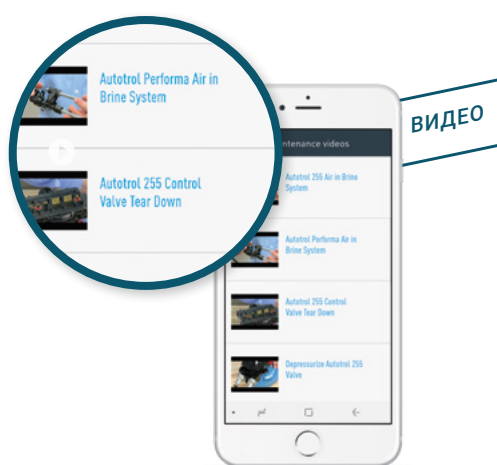 Autotrol Performa Air in
Brine System
Autotrol 255 Control
Valve Tear Down
ВИДЕО
ntenance videos
Autotrol 255 Air in Brine
System
Autotrol Performa Air in
Brine System
Autotrol 255 Control
Valve Tear Down
Depressurize Autotrol 255
Valve